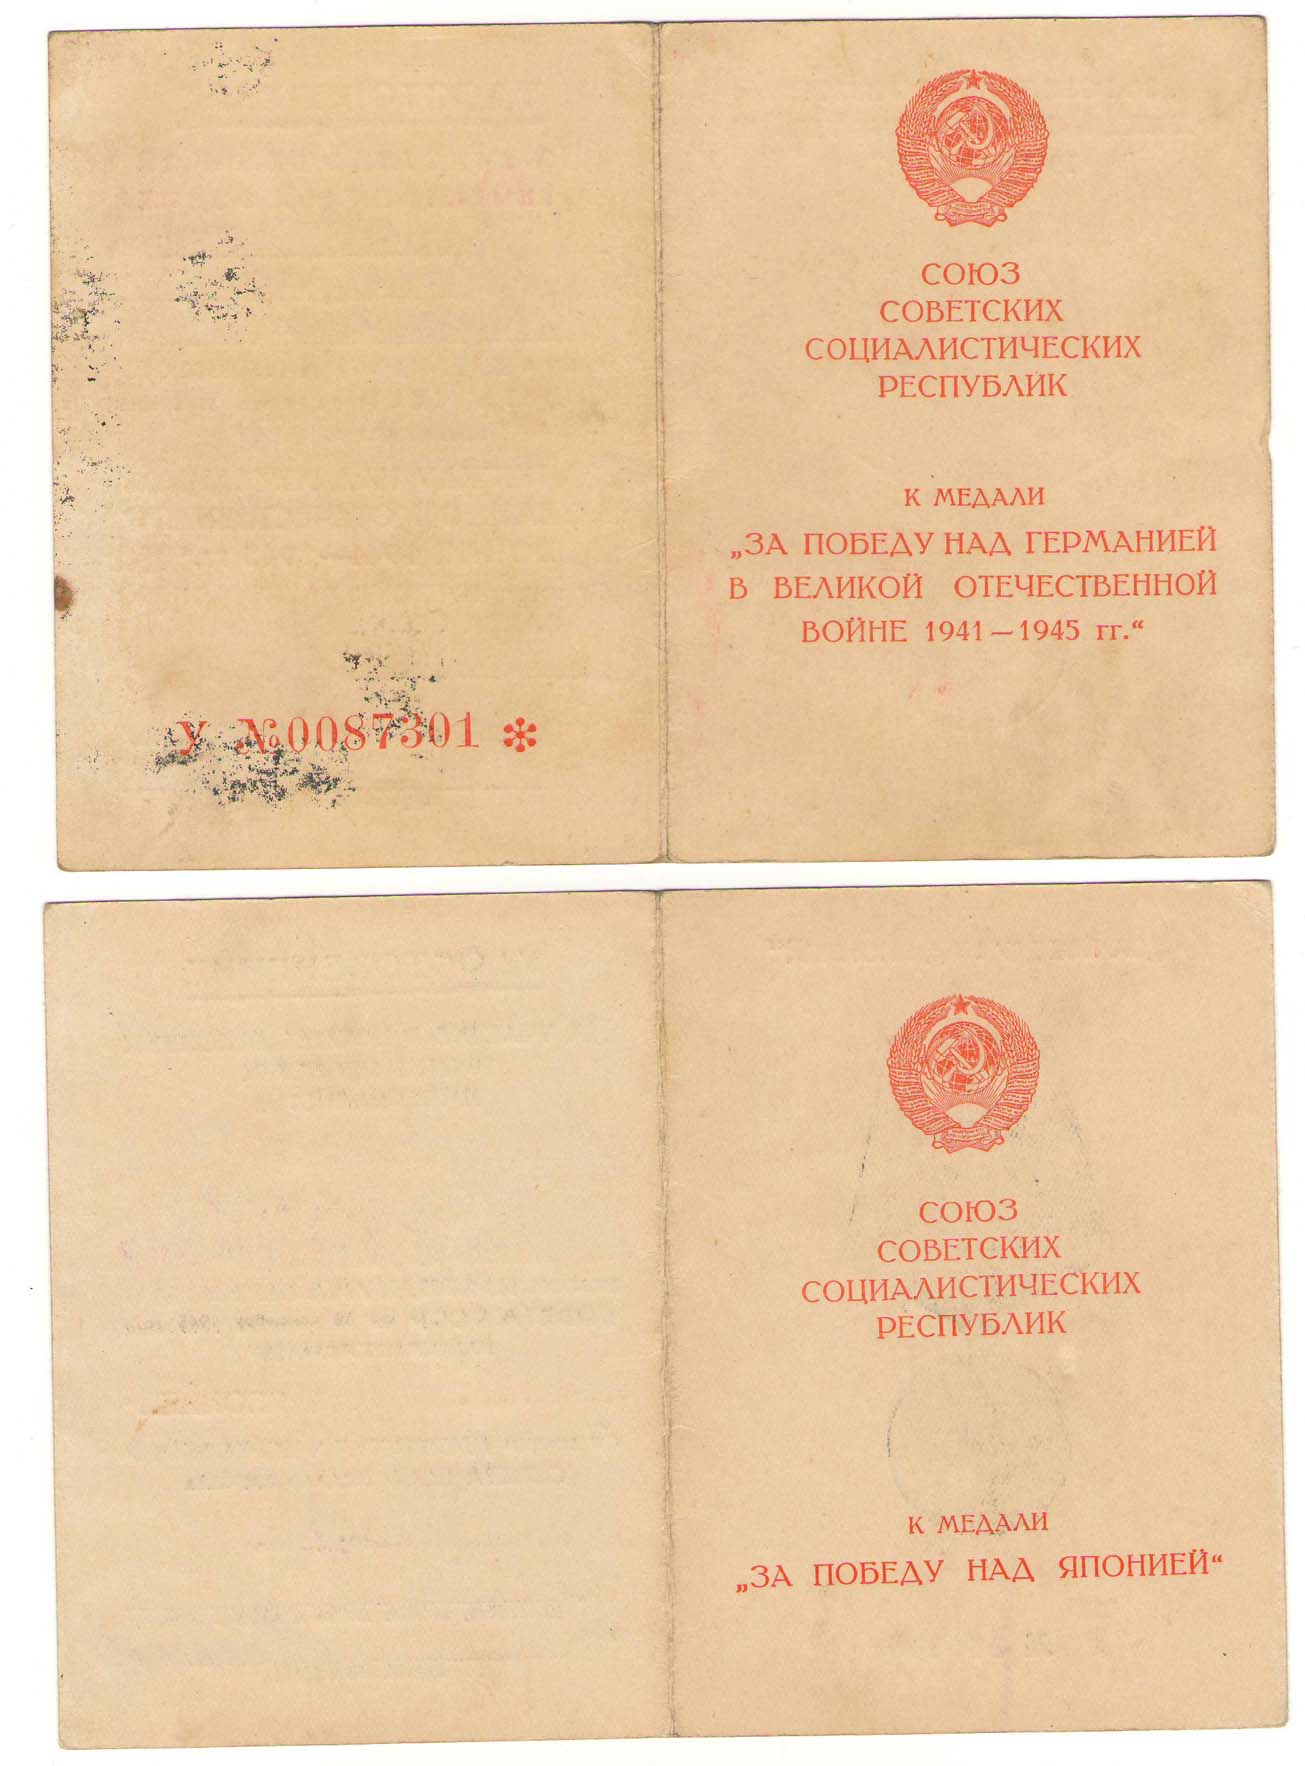 СОЮЗ
СОВЕТСКИХ
СОЦИАЛИСТИЧЕСКИХ
РЕСПУБЛИК
К МЕДАЛИ
„ЗА ПОБЕДУ НАД ГЕРМАНИЕЙ
В ВЕЛИКОЙ ОТЕЧЕСТВЕННОЙ
ВОЙНЕ 1941—1945 гг.“
У №0087301 *
СОЮЗ
СОВЕТСКИХ
СОЦИАЛИСТИЧЕСКИХ
РЕСПУБЛИК
К МЕДАЛИ
„ЗА ПОБЕДУ НАД ЯПОНИЕЙ“